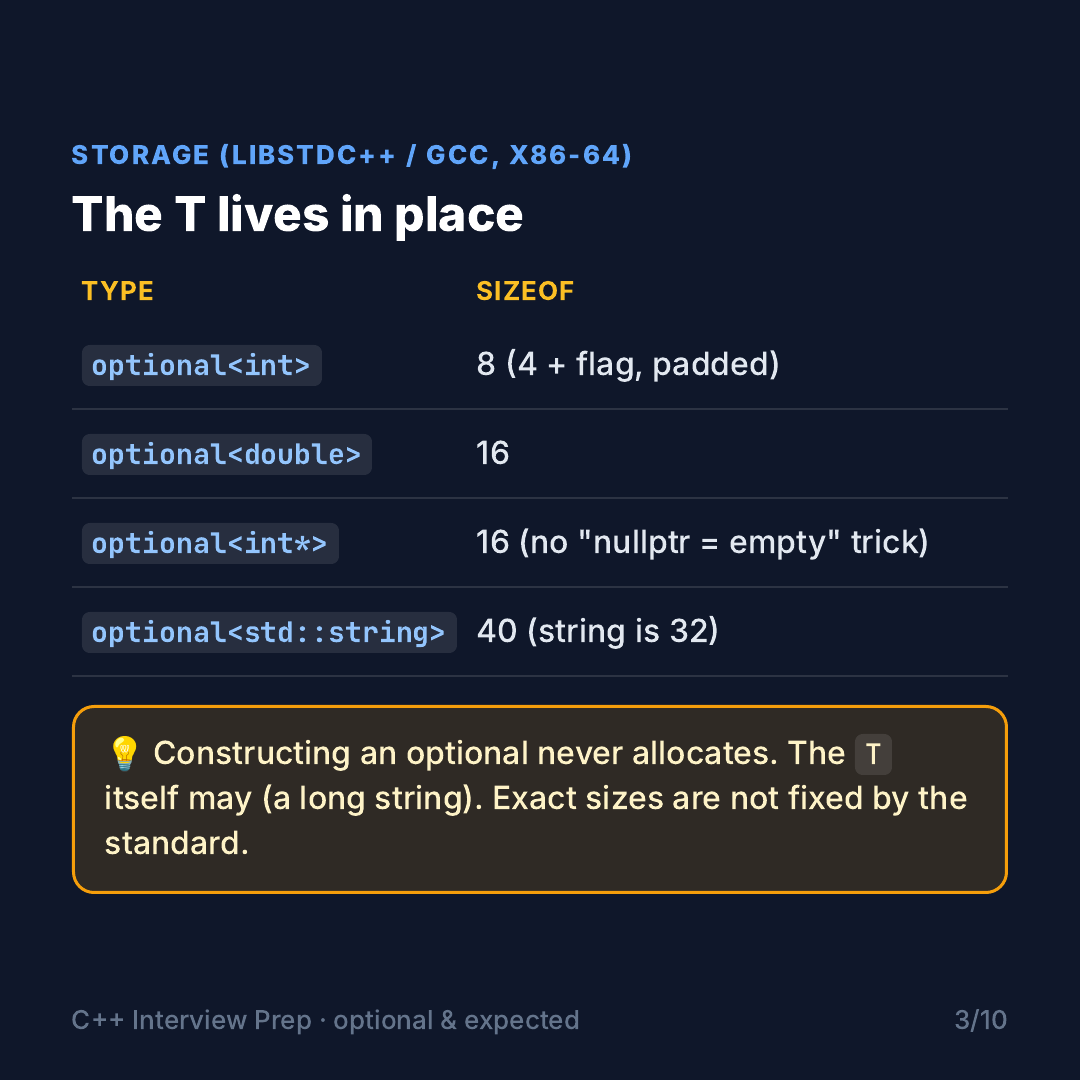 STORAGE (LIBSTDC++ / GCC, X86-64)
The T lives in place
TYPE SIZEOF
optional<int> 8 (4 + flag, padded)
optional<double> 16
optional<int*> 16 (no "nullptr = empty" trick)
optional<std::string> 40 (string is 32)
💡 Constructing an optional never allocates. The T
itself may (a long string). Exact sizes are not fixed by the
standard.
C++ Interview Prep · optional & expected 3/10